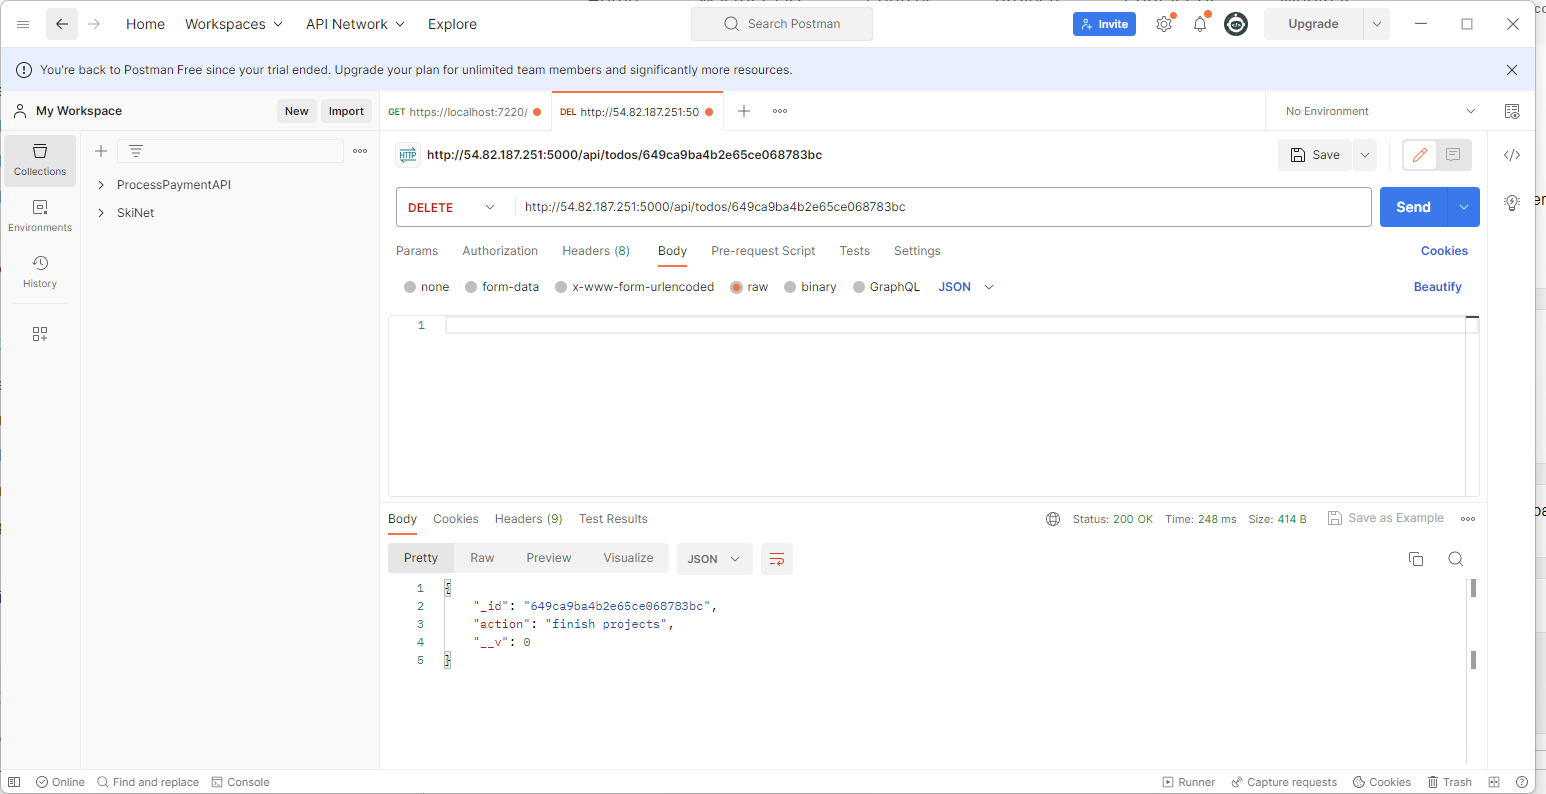 Home Workspaces API Network Explore Search Postman Invite Upgrade
You're back to Postman Free since your trial ended. Upgrade your plan for unlimited team members and significantly more resources.
My Workspace New Import GET https://localhost:7220/ DEL http://54.82.187.251:50 No Environment
Collections
Environments
History
ProcessPaymentAPI
SkiNet
HTTP http://54.82.187.251:5000/api/todos/649ca9ba4b2e65ce068783bc Save
DELETE http://54.82.187.251:5000/api/todos/649ca9ba4b2e65ce068783bc Send
Params Authorization Headers (8) Body Pre-request Script Tests Settings Cookies
none form-data x-www-form-urlencoded raw binary GraphQL JSON Beautify
1
Body Cookies Headers (9) Test Results Status: 200 OK Time: 248 ms Size: 414 B Save as Example
Pretty Raw Preview Visualize JSON
1 {
2 "_id": "649ca9ba4b2e65ce068783bc",
3 "action": "finish projects",
4 "__v": 0
5 }
Online Find and replace Console Runner Capture requests Cookies Trash